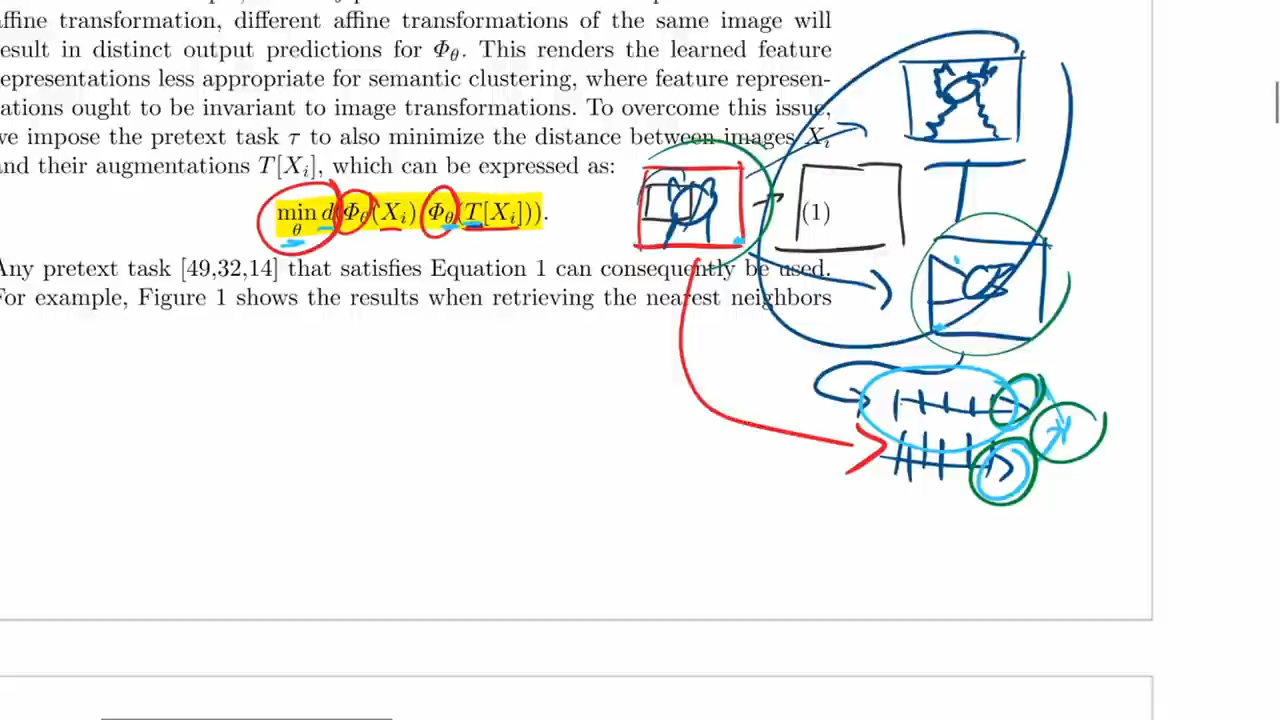 affine transformation, different affine transformations of the same image will
result in distinct output predictions for Φθ. This renders the learned feature
representations less appropriate for semantic clustering, where feature represen-
tations ought to be invariant to image transformations. To overcome this issue,
we impose the pretext task τ to also minimize the distance between images Xi
and their augmentations T[Xi], which can be expressed as:
min θ d(Φθ(Xi), Φθ(T[Xi])). (1)
Any pretext task [49,32,14] that satisfies Equation 1 can consequently be used.
For example, Figure 1 shows the results when retrieving the nearest neighbors
T